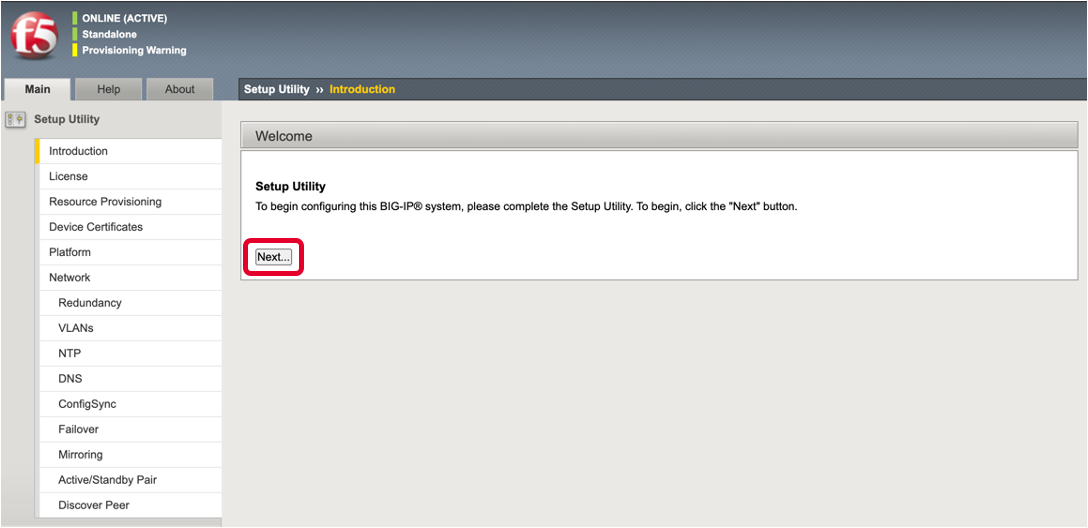 f5
ONLINE (ACTIVE)
Standalone
Provisioning Warning
Main
Help
About
Setup Utility ›› Introduction
Setup Utility
Introduction
License
Resource Provisioning
Device Certificates
Platform
Network
Redundancy
VLANs
NTP
DNS
ConfigSync
Failover
Mirroring
Active/Standby Pair
Discover Peer
Welcome
Setup Utility
To begin configuring this BIG-IP® system, please complete the Setup Utility. To begin, click the "Next" button.
Next...